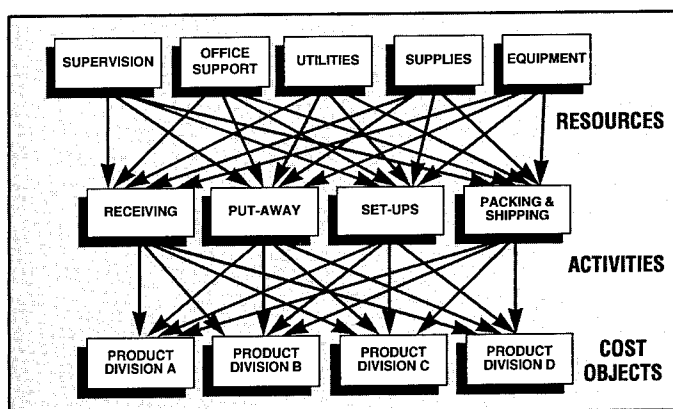 SUPERVISION
OFFICE
SUPPORT
UTILITIES
SUPPLIES
EQUIPMENT
RESOURCES
RECEIVING
PUT-AWAY
SET-UPS
PACKING &
SHIPPING
ACTIVITIES
PRODUCT
DIVISION A
PRODUCT
DIVISION B
PRODUCT
DIVISION C
PRODUCT
DIVISION D
COST
OBJECTS